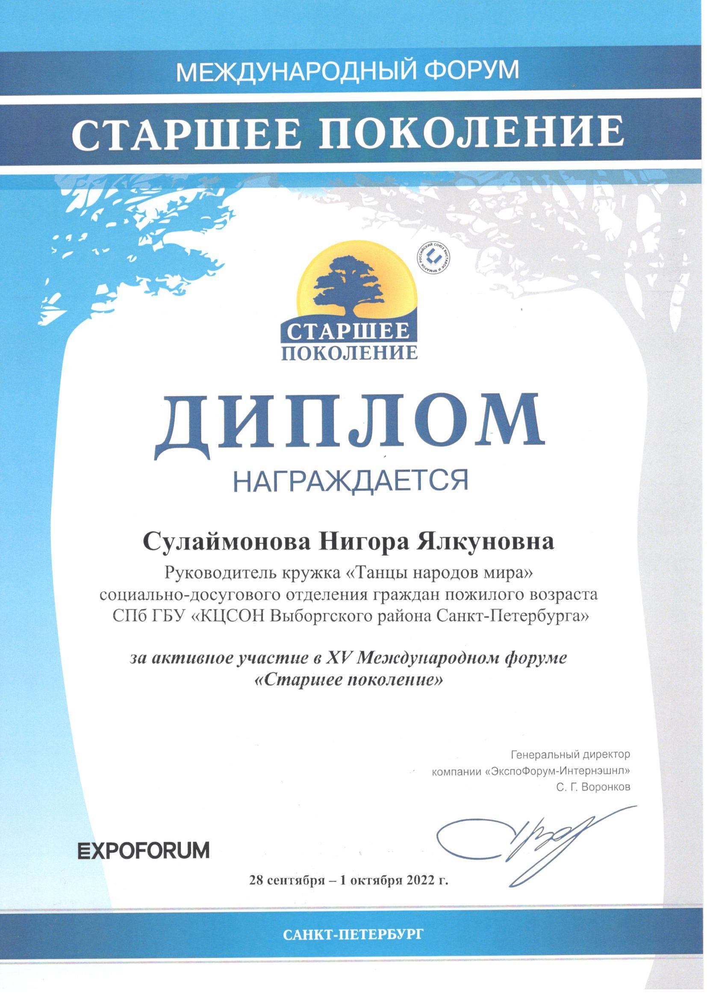 МЕЖДУНАРОДНЫЙ ФОРУМ
СТАРШЕЕ ПОКОЛЕНИЕ
РОССИЙСКИЙ СОЮЗ ВЫСТАВОК И ЯРМАРОК
СТАРШЕЕ
ПОКОЛЕНИЕ
ДИПЛОМ
НАГРАЖДАЕТСЯ
Сулаймонова Нигора Ялкуновна
Руководитель кружка «Танцы народов мира»
социально-досугового отделения граждан пожилого возраста
СПб ГБУ «КЦСОН Выборгского района Санкт-Петербурга»
за активное участие в XV Международном форуме
«Старшее поколение»
Генеральный директор
компании «ЭкспоФорум-Интернэшнл»
С. Г. Воронков
EXPOFORUM
28 сентября – 1 октября 2022 г.
САНКТ-ПЕТЕРБУРГ